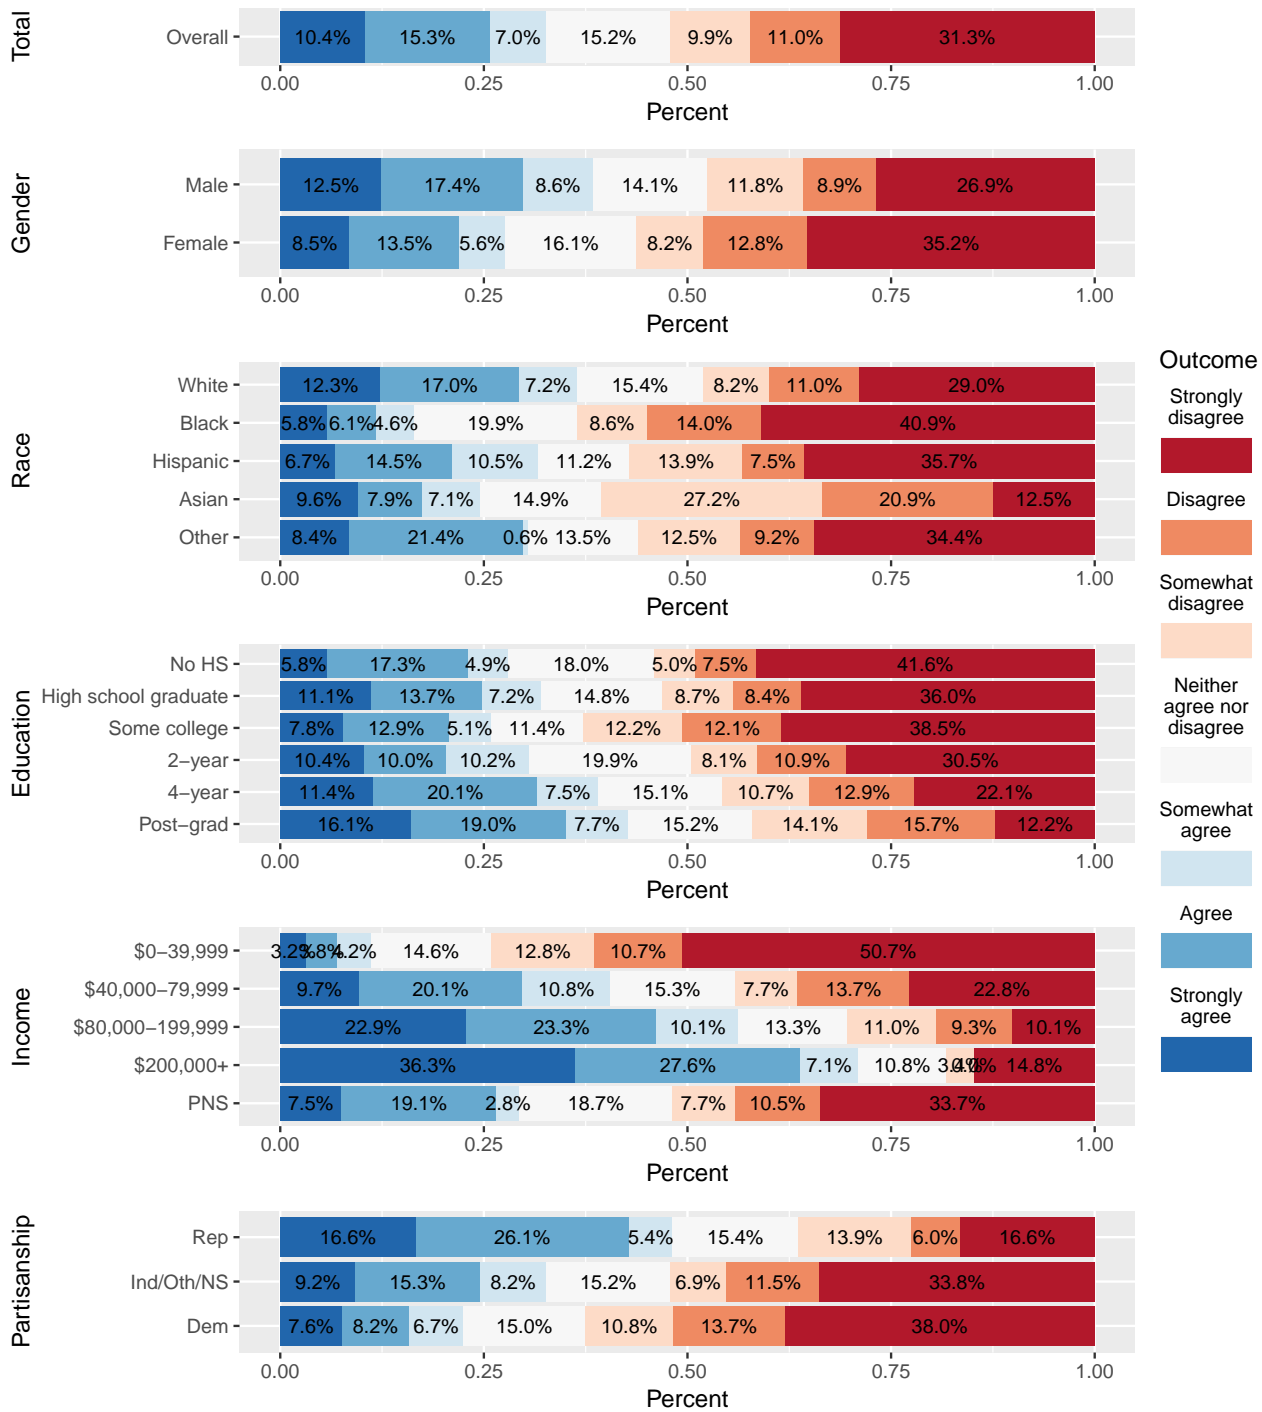 Total
Overall
10.4% 15.3% 7.0% 15.2% 9.9% 11.0% 31.3%
0.00 0.25 0.50 0.75 1.00
Percent
Gender
Male
12.5% 17.4% 8.6% 14.1% 11.8% 8.9% 26.9%
Female
8.5% 13.5% 5.6% 16.1% 8.2% 12.8% 35.2%
0.00 0.25 0.50 0.75 1.00
Percent
Race
White
12.3% 17.0% 7.2% 15.4% 8.2% 11.0% 29.0%
Black
5.8% 6.1% 4.6% 19.9% 8.6% 14.0% 40.9%
Hispanic
6.7% 14.5% 10.5% 11.2% 13.9% 7.5% 35.7%
Asian
9.6% 7.9% 7.1% 14.9% 27.2% 20.9% 12.5%
Other
8.4% 21.4% 0.6% 13.5% 12.5% 9.2% 34.4%
0.00 0.25 0.50 0.75 1.00
Percent
Education
No HS
5.8% 17.3% 4.9% 18.0% 5.0% 7.5% 41.6%
High school graduate
11.1% 13.7% 7.2% 14.8% 8.7% 8.4% 36.0%
Some college
7.8% 12.9% 5.1% 11.4% 12.2% 12.1% 38.5%
2−year
10.4% 10.0% 10.2% 19.9% 8.1% 10.9% 30.5%
4−year
11.4% 20.1% 7.5% 15.1% 10.7% 12.9% 22.1%
Post−grad
16.1% 19.0% 7.7% 15.2% 14.1% 15.7% 12.2%
0.00 0.25 0.50 0.75 1.00
Percent
Income
$0−39,999
3.2% 3.8% 4.2% 14.6% 12.8% 10.7% 50.7%
$40,000−79,999
9.7% 20.1% 10.8% 15.3% 7.7% 13.7% 22.8%
$80,000−199,999
22.9% 23.3% 10.1% 13.3% 11.0% 9.3% 10.1%
$200,000+
36.3% 27.6% 7.1% 10.8% 14.8%
PNS
7.5% 19.1% 2.8% 18.7% 7.7% 10.5% 33.7%
0.00 0.25 0.50 0.75 1.00
Percent
Partisanship
Rep
16.6% 26.1% 5.4% 15.4% 13.9% 6.0% 16.6%
Ind/Oth/NS
9.2% 15.3% 8.2% 15.2% 6.9% 11.5% 33.8%
Dem
7.6% 8.2% 6.7% 15.0% 10.8% 13.7% 38.0%
0.00 0.25 0.50 0.75 1.00
Percent
Outcome
Strongly
disagree
Disagree
Somewhat
disagree
Neither
agree nor
disagree
Somewhat
agree
Agree
Strongly
agree